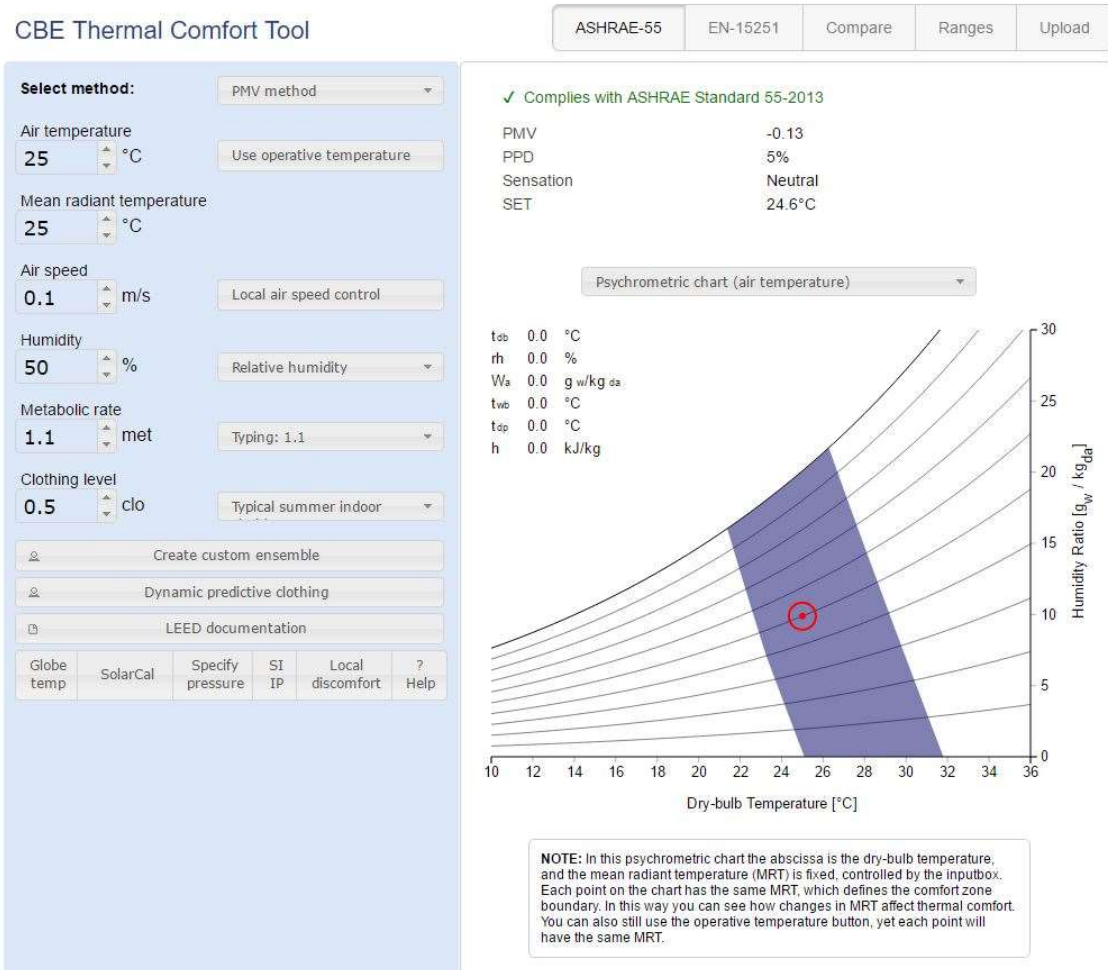 CBE Thermal Comfort Tool
ASHRAE-55 EN-15251 Compare Ranges Upload
Select method: PMV method
Air temperature
25 °C Use operative temperature
Mean radiant temperature
25 °C
Air speed
0.1 m/s Local air speed control
Humidity
50 % Relative humidity
Metabolic rate
1.1 met Typing: 1.1
Clothing level
0.5 clo Typical summer indoor
Create custom ensemble
Dynamic predictive clothing
LEED documentation
Globe temp SolarCal Specify pressure SI IP Local discomfort ? Help
✓ Complies with ASHRAE Standard 55-2013
PMV -0.13
PPD 5%
Sensation Neutral
SET 24.6°C
Psychrometric chart (air temperature)
tdb 0.0 °C
rh 0.0 %
Wa 0.0 g w/kg da
twb 0.0 °C
tdp 0.0 °C
h 0.0 kJ/kg
30
25
20
15
10
5
0
Humidity Ratio [gw / kgda]
10 12 14 16 18 20 22 24 26 28 30 32 34 36
Dry-bulb Temperature [°C]
NOTE: In this psychrometric chart the abscissa is the dry-bulb temperature,
and the mean radiant temperature (MRT) is fixed, controlled by the inputbox.
Each point on the chart has the same MRT, which defines the comfort zone
boundary. In this way you can see how changes in MRT affect thermal comfort.
You can also still use the operative temperature button, yet each point will
have the same MRT.